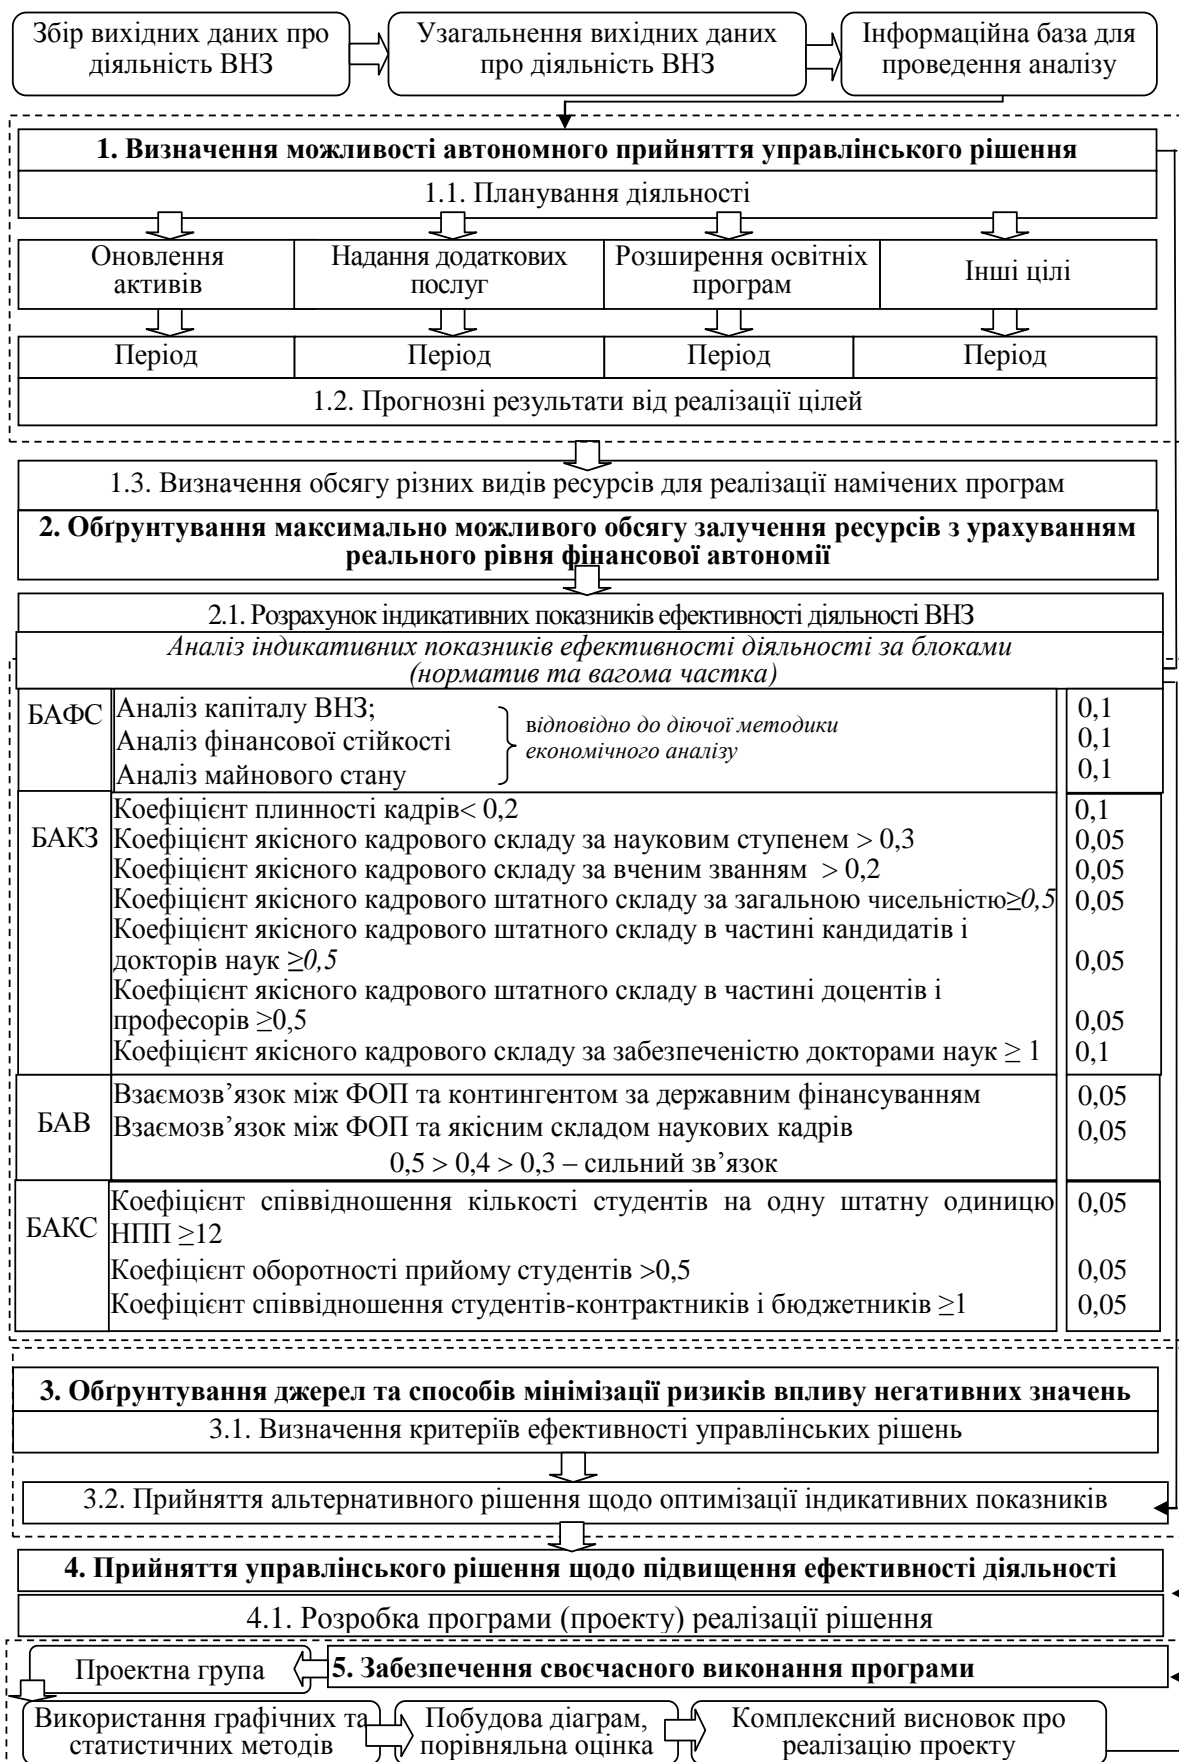 Збір вихідних даних про
діяльність ВНЗ
Узагальнення вихідних даних
про діяльність ВНЗ
Інформаційна база для
проведення аналізу
1. Визначення можливості автономного прийняття управлінського рішення
1.1. Планування діяльності
Оновлення
активів
Надання додаткових
послуг
Розширення освітніх
програм
Інші цілі
Період
Період
Період
Період
1.2. Прогнозні результати від реалізації цілей
1.3. Визначення обсягу різних видів ресурсів для реалізації намічених програм
2. Обґрунтування максимально можливого обсягу залучення ресурсів з урахуванням
реального рівня фінансової автономії
2.1. Розрахунок індикативних показників ефективності діяльності ВНЗ
Аналіз індикативних показників ефективності діяльності за блоками
(норматив та вагома частка)
БАФС
Аналіз капіталу ВНЗ;
Аналіз фінансової стійкості
Аналіз майнового стану
відповідно до діючої методики
економічного аналізу
0,1
0,1
0,1
БАКЗ
Коефіцієнт плинності кадрів< 0,2 0,1
Коефіцієнт якісного кадрового складу за науковим ступенем > 0,3 0,05
Коефіцієнт якісного кадрового складу за вченим званням > 0,2 0,05
Коефіцієнт якісного кадрового штатного складу за загальною чисельністю≥0,5 0,05
Коефіцієнт якісного кадрового штатного складу в частині кандидатів і
докторів наук ≥0,5 0,05
Коефіцієнт якісного кадрового штатного складу в частині доцентів і
професорів ≥0,5 0,05
Коефіцієнт якісного кадрового складу за забезпеченістю докторами наук ≥ 1 0,1
БАВ
Взаємозв’язок між ФОП та контингентом за державним фінансуванням 0,05
Взаємозв’язок між ФОП та якісним складом наукових кадрів 0,05
0,5 > 0,4 > 0,3 – сильний зв’язок
БАКС
Коефіцієнт співвідношення кількості студентів на одну штатну одиницю 0,05
НПП ≥12
Коефіцієнт оборотності прийому студентів >0,5 0,05
Коефіцієнт співвідношення студентів-контрактників і бюджетників ≥1 0,05
3. Обґрунтування джерел та способів мінімізації ризиків впливу негативних значень
3.1. Визначення критеріїв ефективності управлінських рішень
3.2. Прийняття альтернативного рішення щодо оптимізації індикативних показників
4. Прийняття управлінського рішення щодо підвищення ефективності діяльності
4.1. Розробка програми (проекту) реалізації рішення
Проектна група
5. Забезпечення своєчасного виконання програми
Використання графічних та
статистичних методів
Побудова діаграм,
порівняльна оцінка
Комплексний висновок про
реалізацію проекту